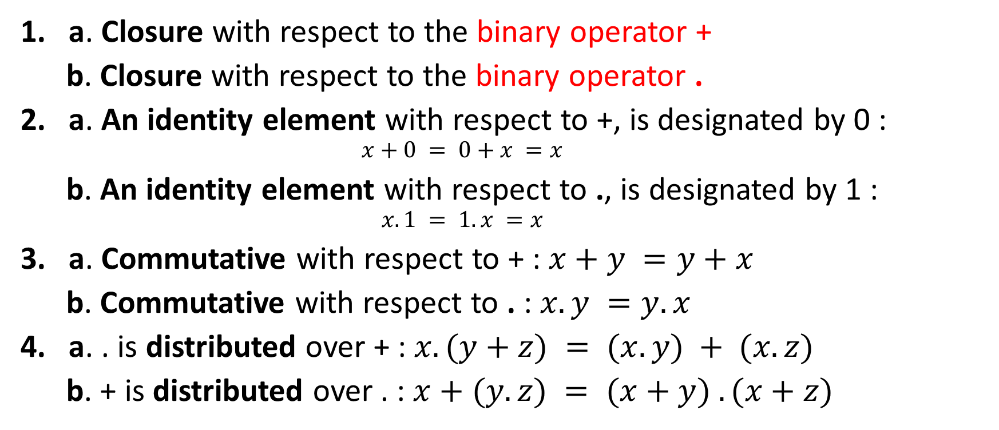 1. a. Closure with respect to the binary operator +
b. Closure with respect to the binary operator .
2. a. An identity element with respect to +, is designated by 0 :
x + 0 = 0 + x = x
b. An identity element with respect to ., is designated by 1 :
x. 1 = 1. x = x
3. a. Commutative with respect to + : x + y = y + x
b. Commutative with respect to . : x. y = y. x
4. a. . is distributed over + : x. (y + z) = (x. y) + (x. z)
b. + is distributed over . : x + (y. z) = (x + y) . (x + z)